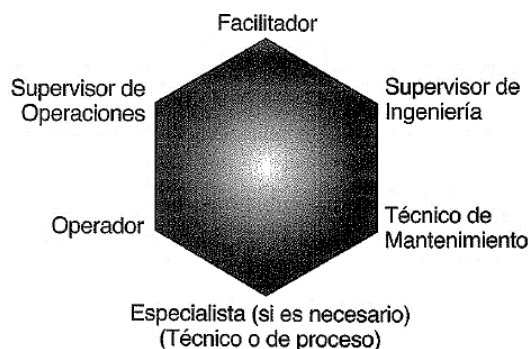 Facilitador
Supervisor de
Operaciones
Supervisor de
Ingeniería
Operador
Técnico de
Mantenimiento
Especialista (si es necesario)
(Técnico o de proceso)